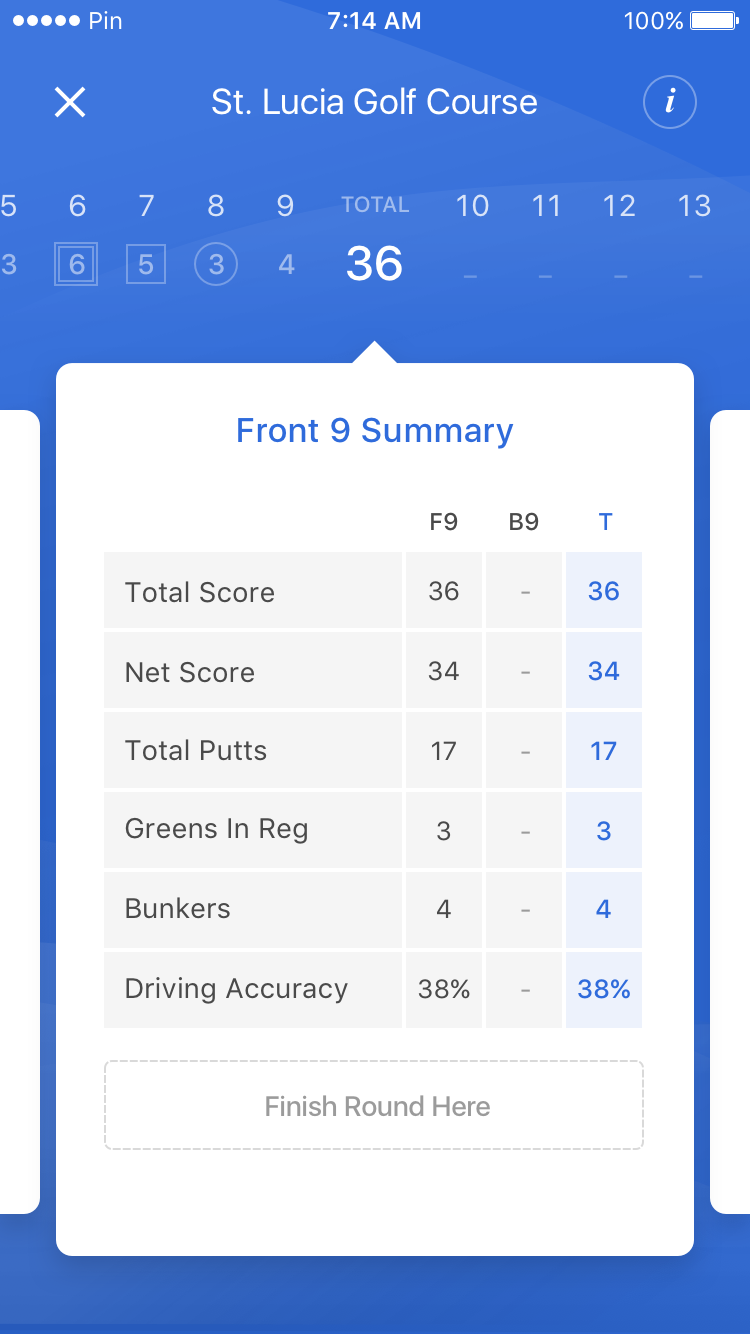 Pin 7:14 AM 100%
St. Lucia Golf Course i
5 6 7 8 9 TOTAL 10 11 12 13
3 6 5 3 4 36 – – – –
Front 9 Summary
F9 B9 T
Total Score 36 - 36
Net Score 34 - 34
Total Putts 17 - 17
Greens In Reg 3 - 3
Bunkers 4 - 4
Driving Accuracy 38% - 38%
Finish Round Here